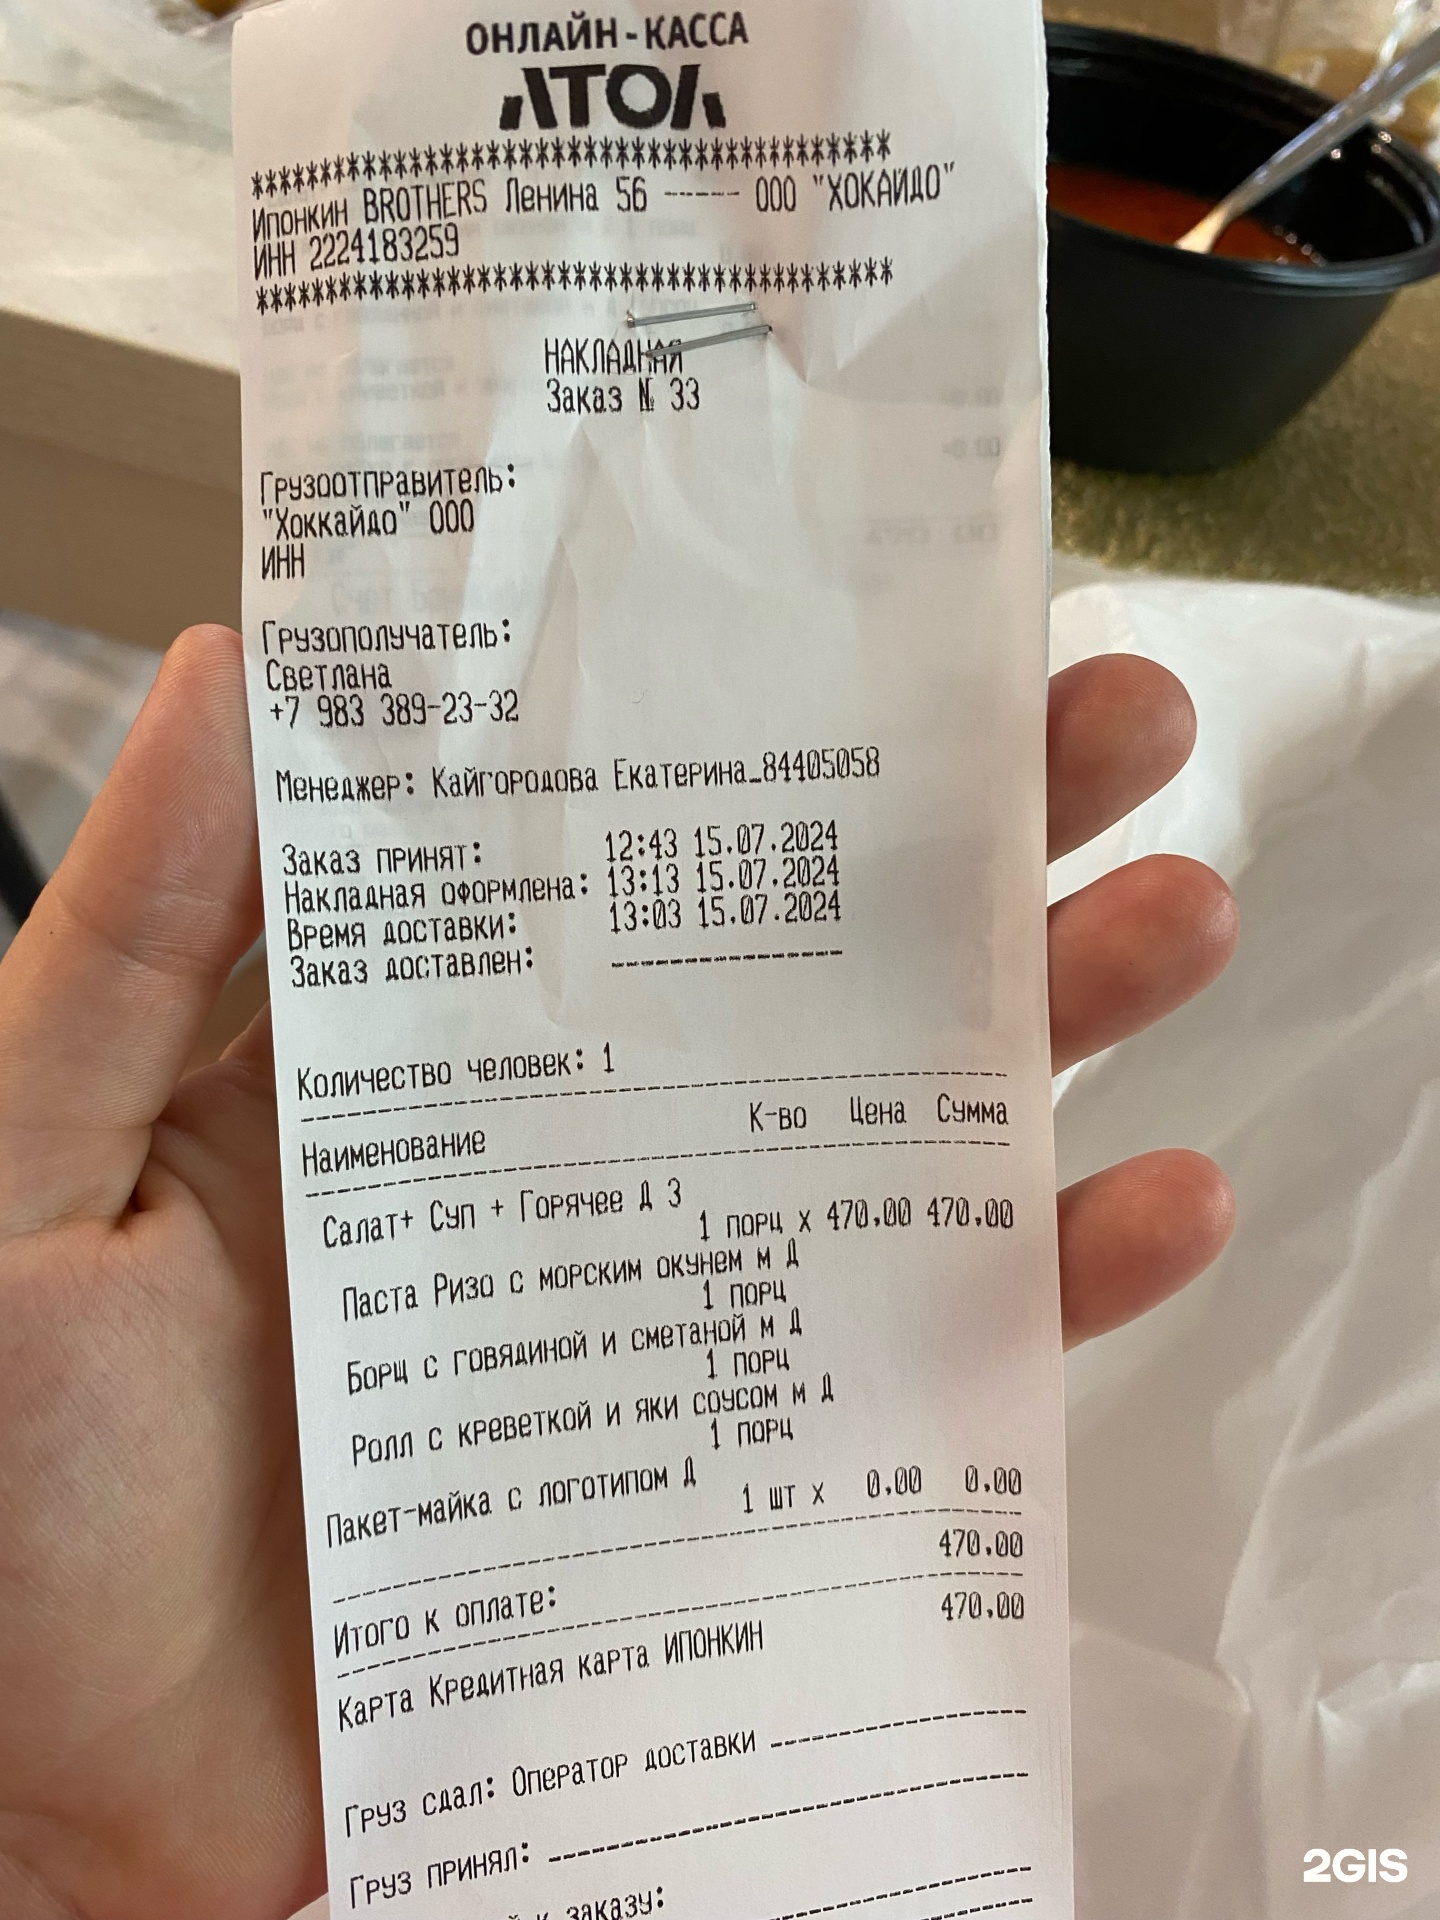 ОНЛАЙН-КАССА
АТОЛ
***********************************************
Ипонкин BROTHERS Ленина 56 ------ ООО "ХОКАЙДО"
ИНН 2224183259
***********************************************
НАКЛАДНАЯ
Заказ № 33
Грузоотправитель:
"Хоккайдо" ООО
ИНН
Грузополучатель:
Светлана
+7 983 389-23-32
Менеджер: Кайгородова Екатерина_84405058
Заказ принят: 12:43 15.07.2024
Накладная оформлена: 13:13 15.07.2024
Время доставки: 13:03 15.07.2024
Заказ доставлен: ----------------
Количество человек: 1
Наименование К-во Цена Сумма
Салат+ Суп + Горячее Д 3
1 порц х 470.00 470.00
Паста Ризо с морским окунем м Д
1 порц
Борщ с говядиной и сметаной м Д
1 порц
Ролл с креветкой и яки соусом м Д
1 порц
Пакет-майка с логотипом Д
1 шт х 0.00 0.00
470.00
Итого к оплате:
470.00
Карта Кредитная карта ИПОНКИН
Груз сдал: Оператор доставки
Груз принял:
к заказу:
2GIS